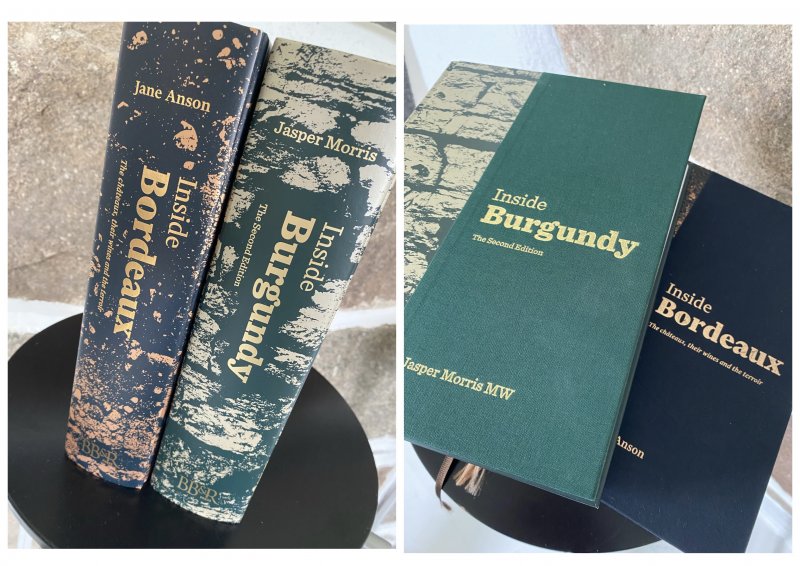 Jane Anson
Inside
Bordeaux
The châteaux, their wines and the terroir
BB&R
Jasper Morris
Inside
Burgundy
The Second Edition
BB&R
Inside
Burgundy
The Second Edition
Jasper Morris MW
Inside
Bordeaux
The châteaux, their wines and the terroir
Anson